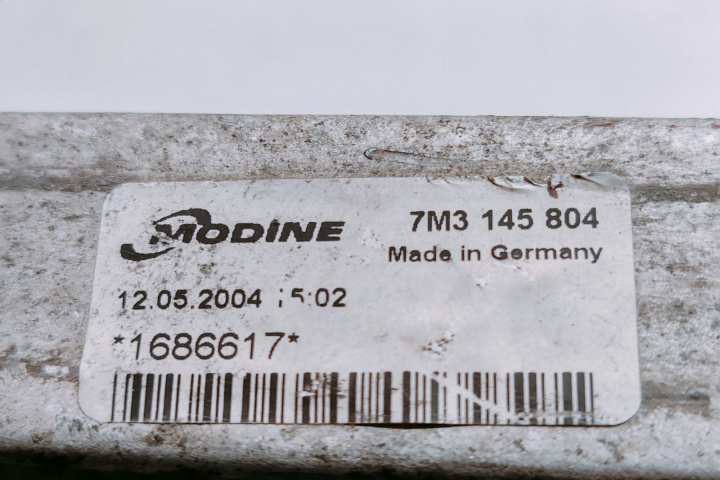 MODINE
7M3 145 804
Made in Germany
12.05.2004
*1686617*